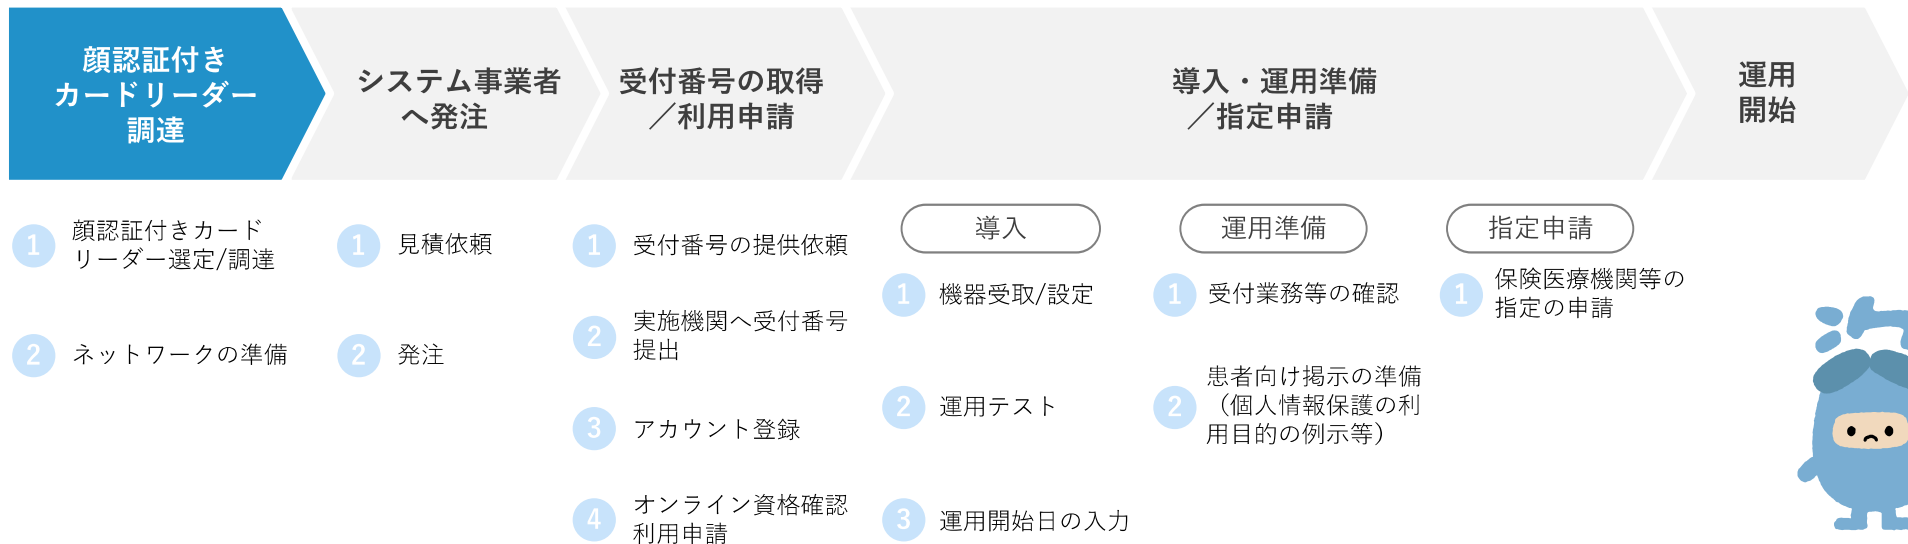 顔認証付き
カードリーダー
調達
システム事業者
へ発注
受付番号の取得
／利用申請
導入・運用準備
／指定申請
運用
開始
1
顔認証付きカード
リーダー選定/調達
2
ネットワークの準備
1
見積依頼
2
発注
1
受付番号の提供依頼
2
実施機関へ受付番号
提出
3
アカウント登録
4
オンライン資格確認
利用申請
導入
1
機器受取/設定
2
運用テスト
3
運用開始日の入力
運用準備
1
受付業務等の確認
2
患者向け掲示の準備
（個人情報保護の利
用目的の例示等）
指定申請
1
保険医療機関等の
指定の申請